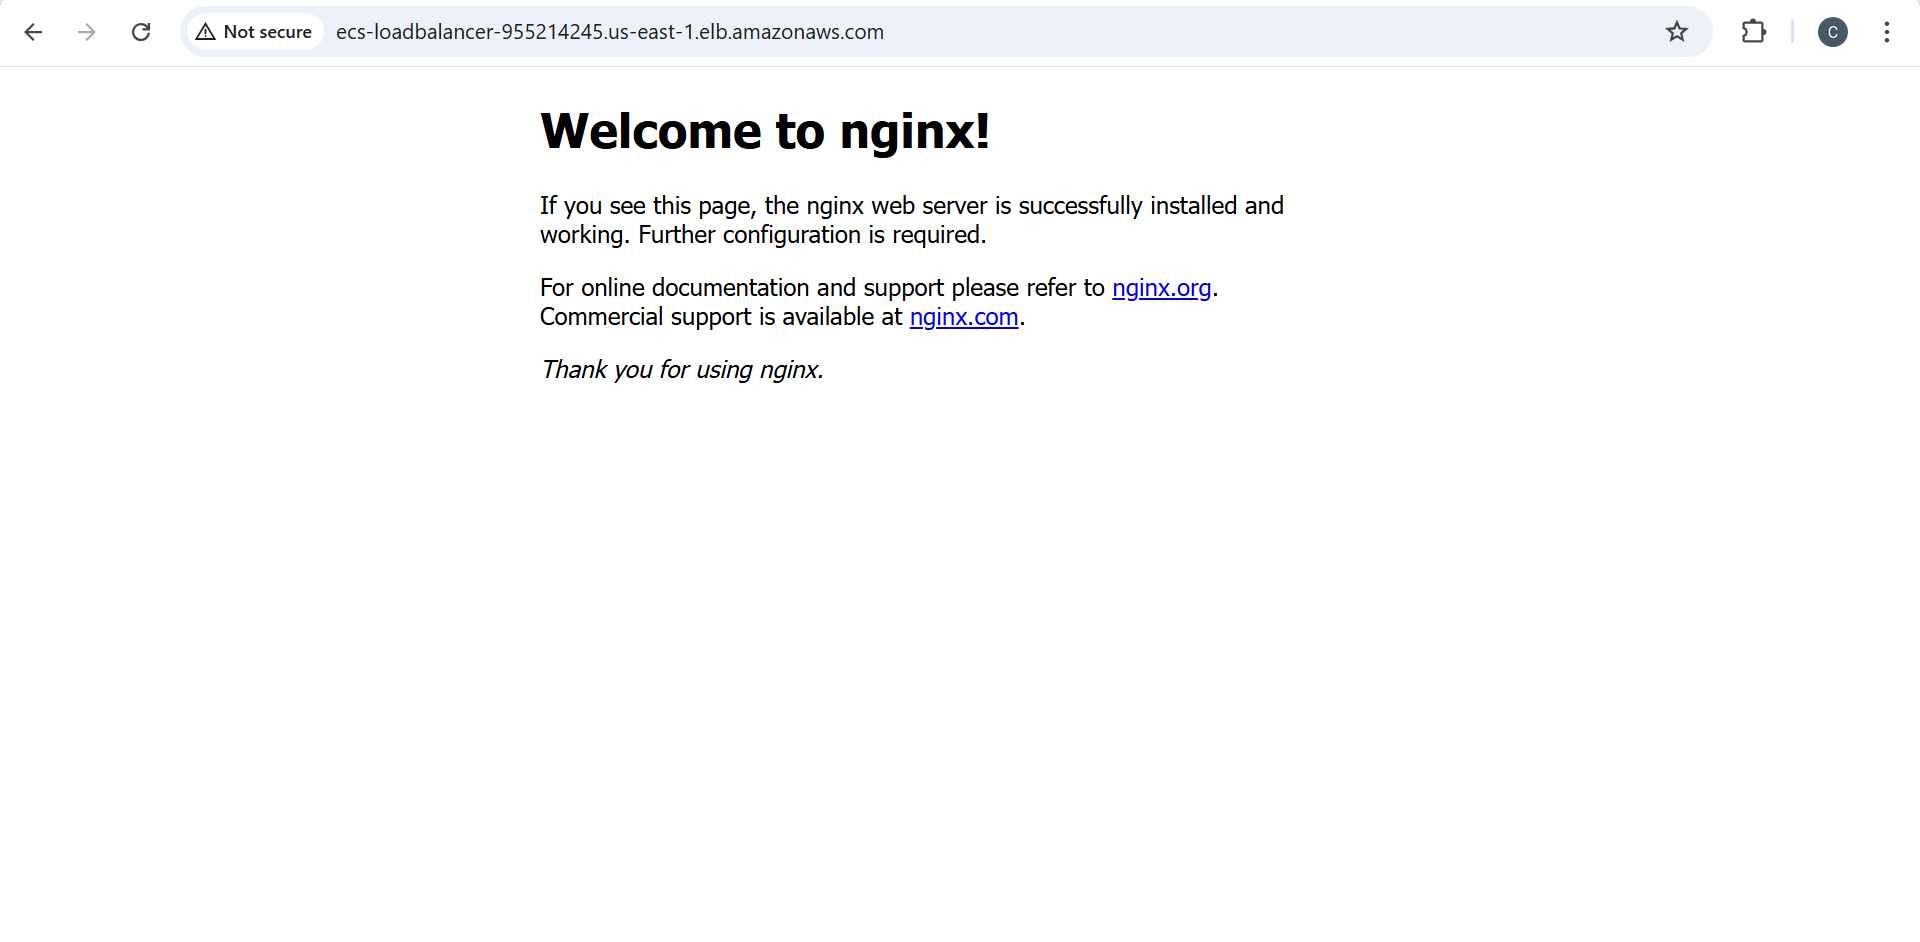 Not secure ecs-loadbalancer-955214245.us-east-1.elb.amazonaws.com C
Welcome to nginx!
If you see this page, the nginx web server is successfully installed and
working. Further configuration is required.
For online documentation and support please refer to nginx.org.
Commercial support is available at nginx.com.
Thank you for using nginx.